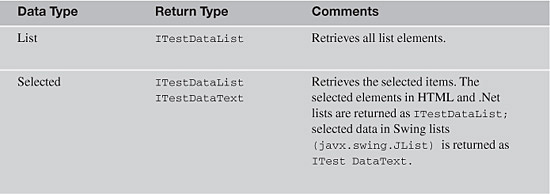 Data Type Return Type Comments
List ITestDataList Retrieves all list elements.
Selected ITestDataList Retrieves the selected items. The
ITestDataText selected elements in HTML and .Net
lists are returned as ITestDataList;
selected data in Swing lists
(javx.swing.JList) is returned as
ITest DataText.